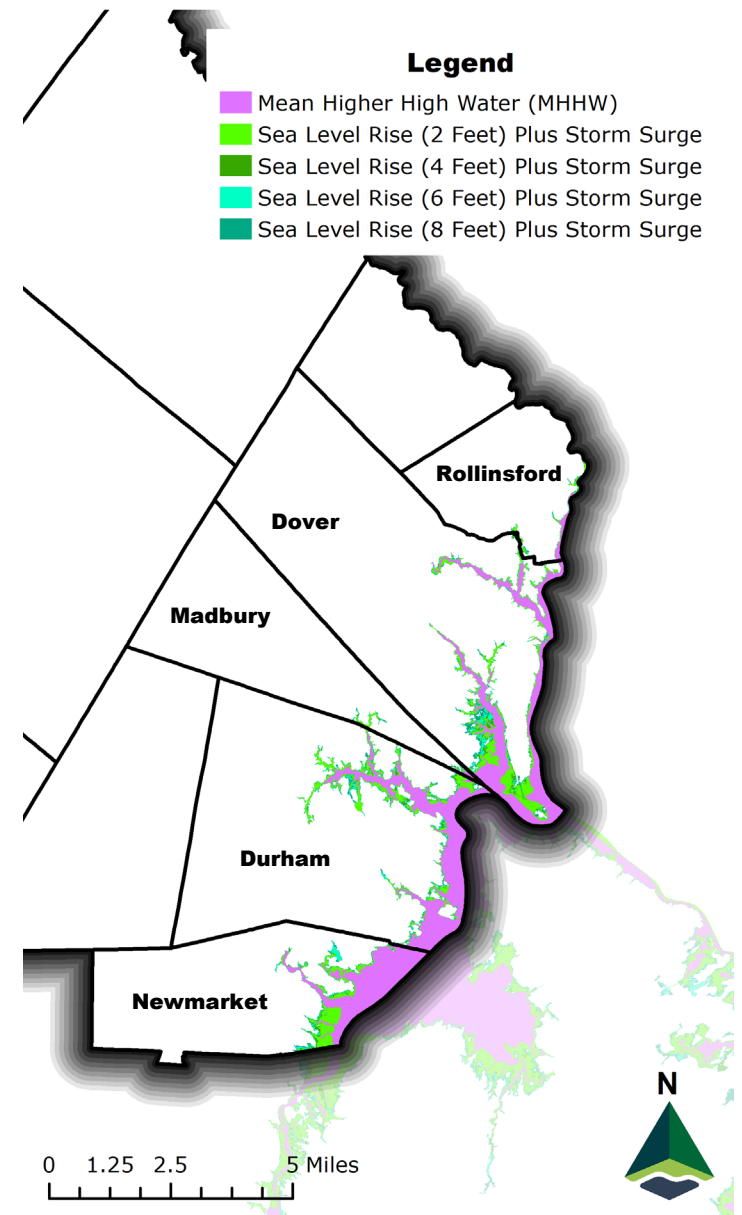 Legend
Mean Higher High Water (MHHW)
Sea Level Rise (2 Feet) Plus Storm Surge
Sea Level Rise (4 Feet) Plus Storm Surge
Sea Level Rise (6 Feet) Plus Storm Surge
Sea Level Rise (8 Feet) Plus Storm Surge
Rollinsford
Dover
Madbury
Durham
Newmarket
N
0 1.25 2.5 5 Miles